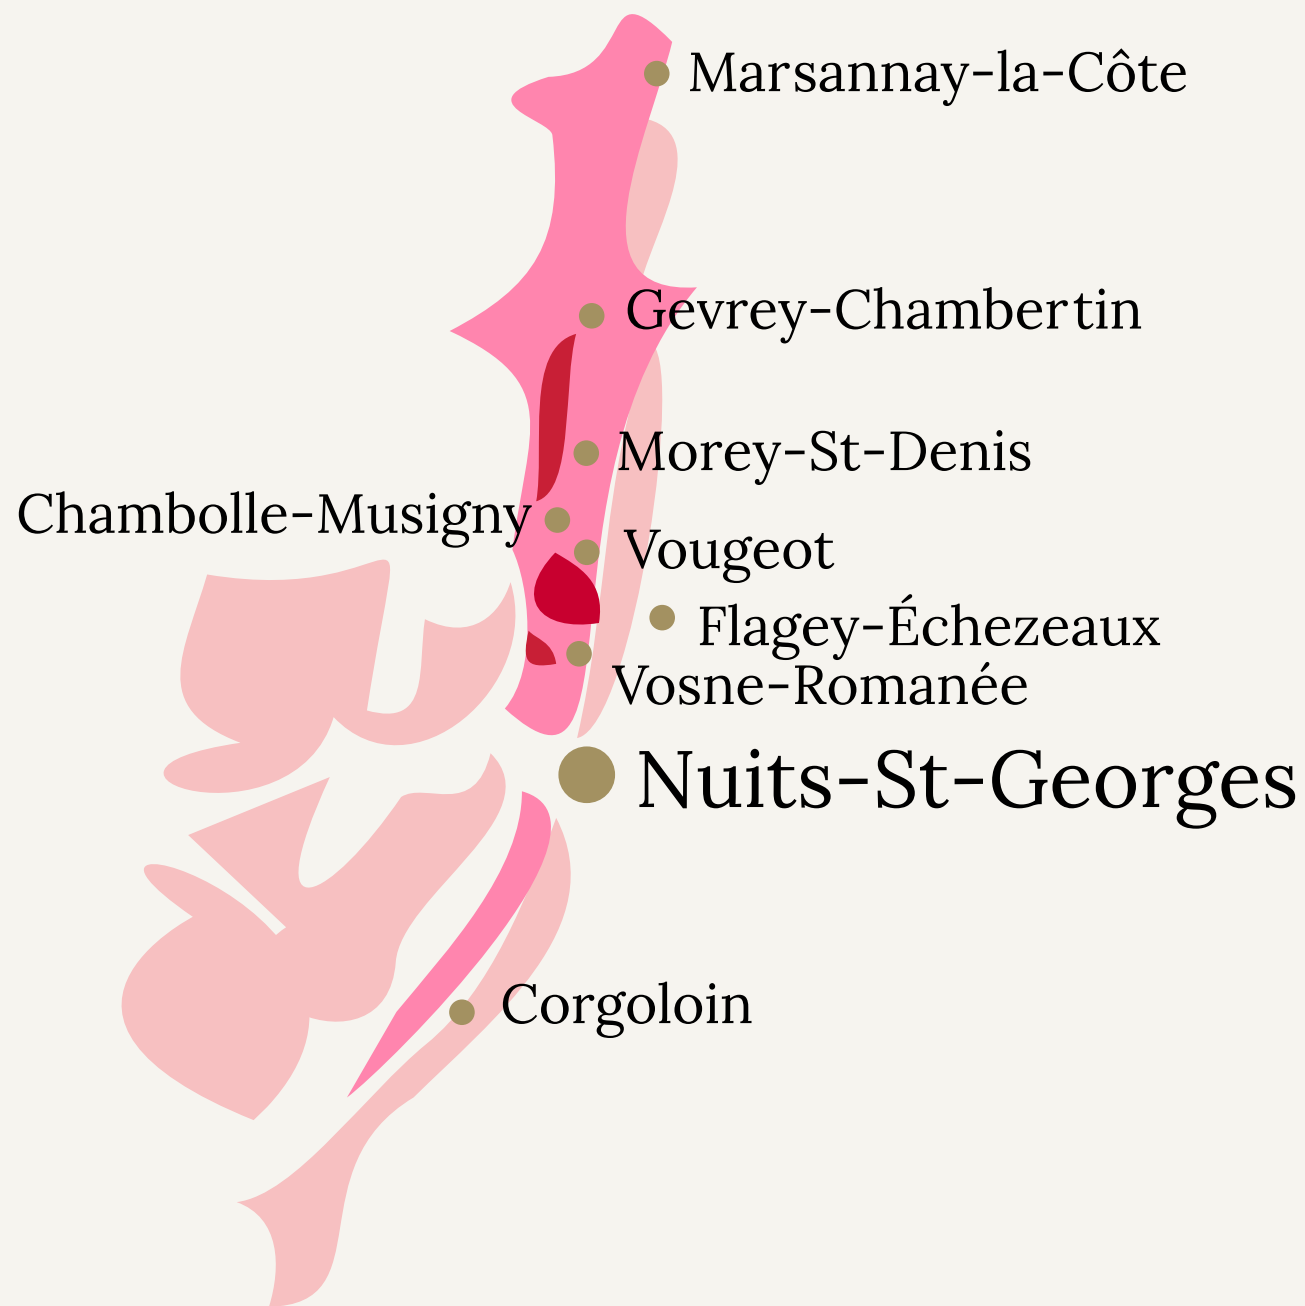 Marsannay-la-Côte
Gevrey-Chambertin
Morey-St-Denis
Chambolle-Musigny
Vougeot
Flagey-Échezeaux
Vosne-Romanée
Nuits-St-Georges
Corgoloin